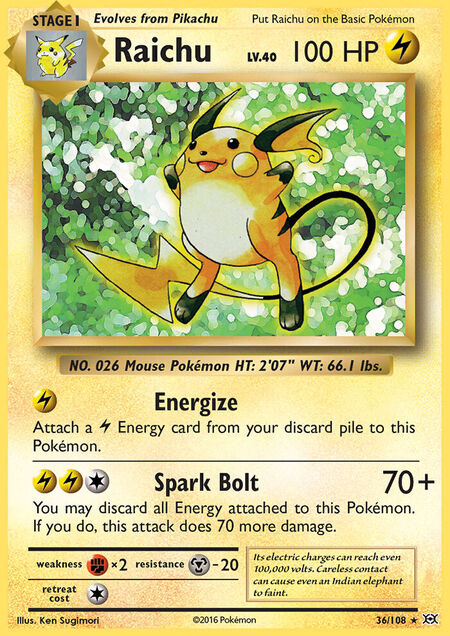 STAGE 1 Evolves from Pikachu Put Raichu on the Basic Pokémon
Raichu LV.40 100 HP
NO. 026 Mouse Pokémon HT: 2'07" WT: 66.1 lbs.
Energize
Attach a Energy card from your discard pile to this
Pokémon.
Spark Bolt 70+
You may discard all Energy attached to this Pokémon.
If you do, this attack does 70 more damage.
weakness ×2 resistance -20
retreat
cost
Its electric charges can reach even
100,000 volts. Careless contact
can cause even an Indian elephant
to faint.
Illus. Ken Sugimori ©2016 Pokémon 36/108 ★